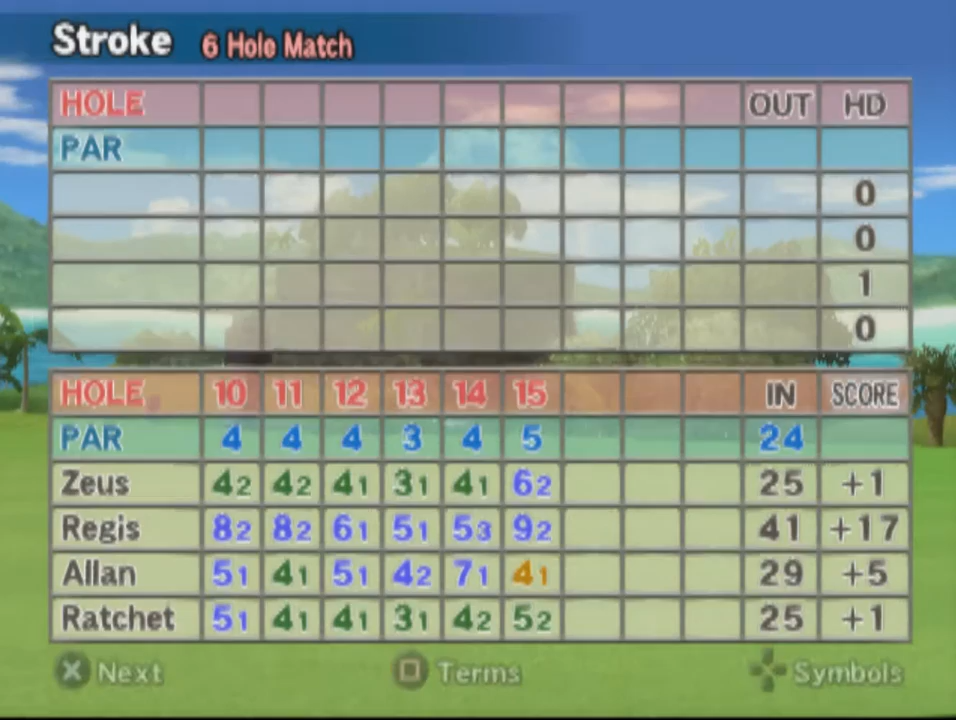 Stroke 6 Hole Match
HOLE OUT HD
PAR
0
0
1
0
HOLE 10 11 12 13 14 15 IN SCORE
PAR 4 4 4 3 4 5 24
Zeus 42 42 41 31 41 62 25 +1
Regis 82 82 61 51 53 92 41 +17
Allan 51 41 51 42 71 41 29 +5
Ratchet 51 41 41 31 42 52 25 +1
X Next Terms Symbols